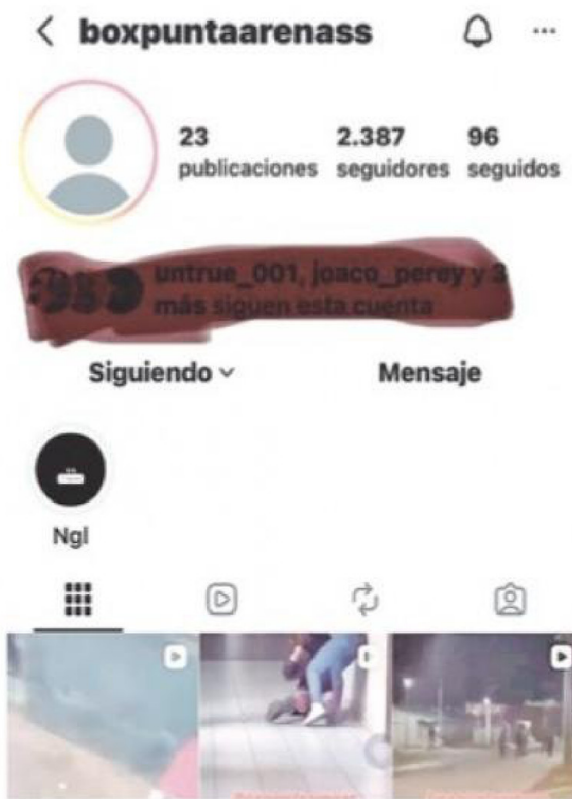 boxpuntaarenass
23 2.387 96
publicaciones seguidores seguidos
untrue_001, joaco_perey y 3
más siguen esta cuenta
Siguiendo Mensaje
Ngl